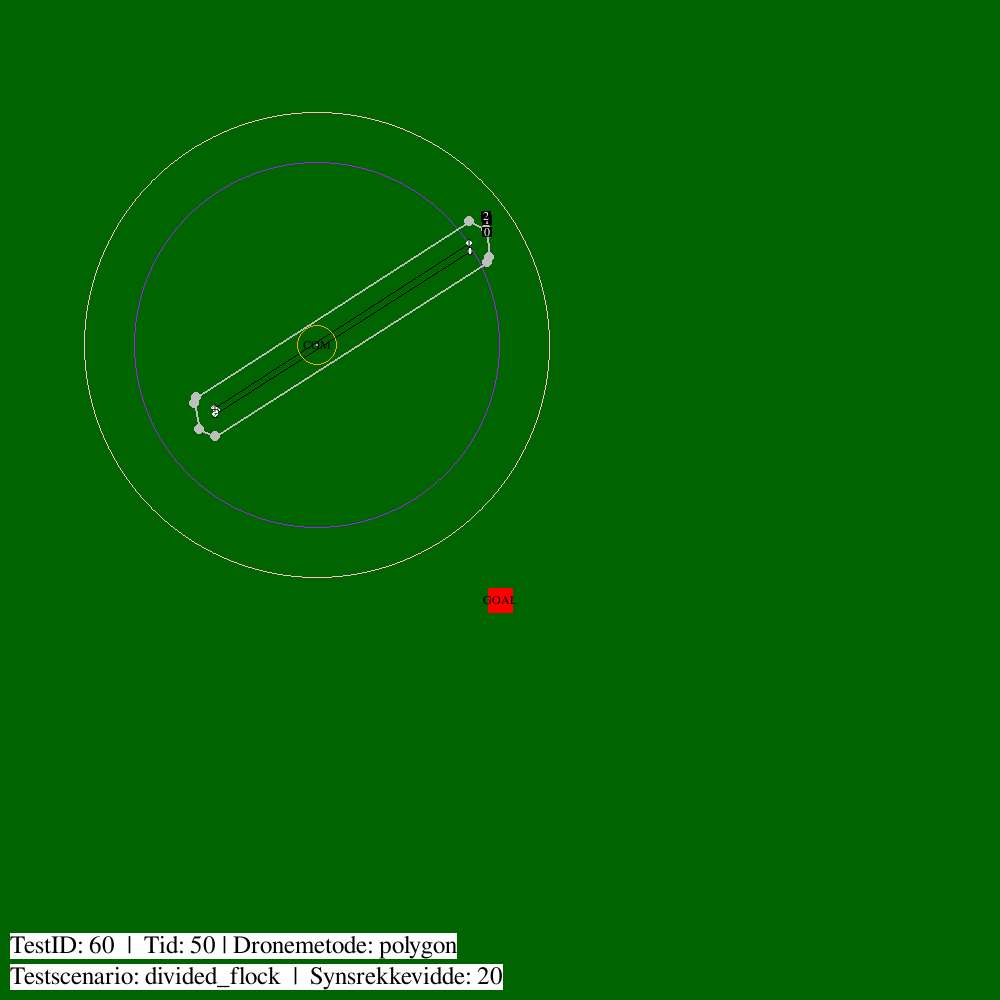 2
0
COM
GOAL
TestID: 60 | Tid: 50 | Dronemetode: polygon
Testscenario: divided_flock | Synsrekkevidde: 20